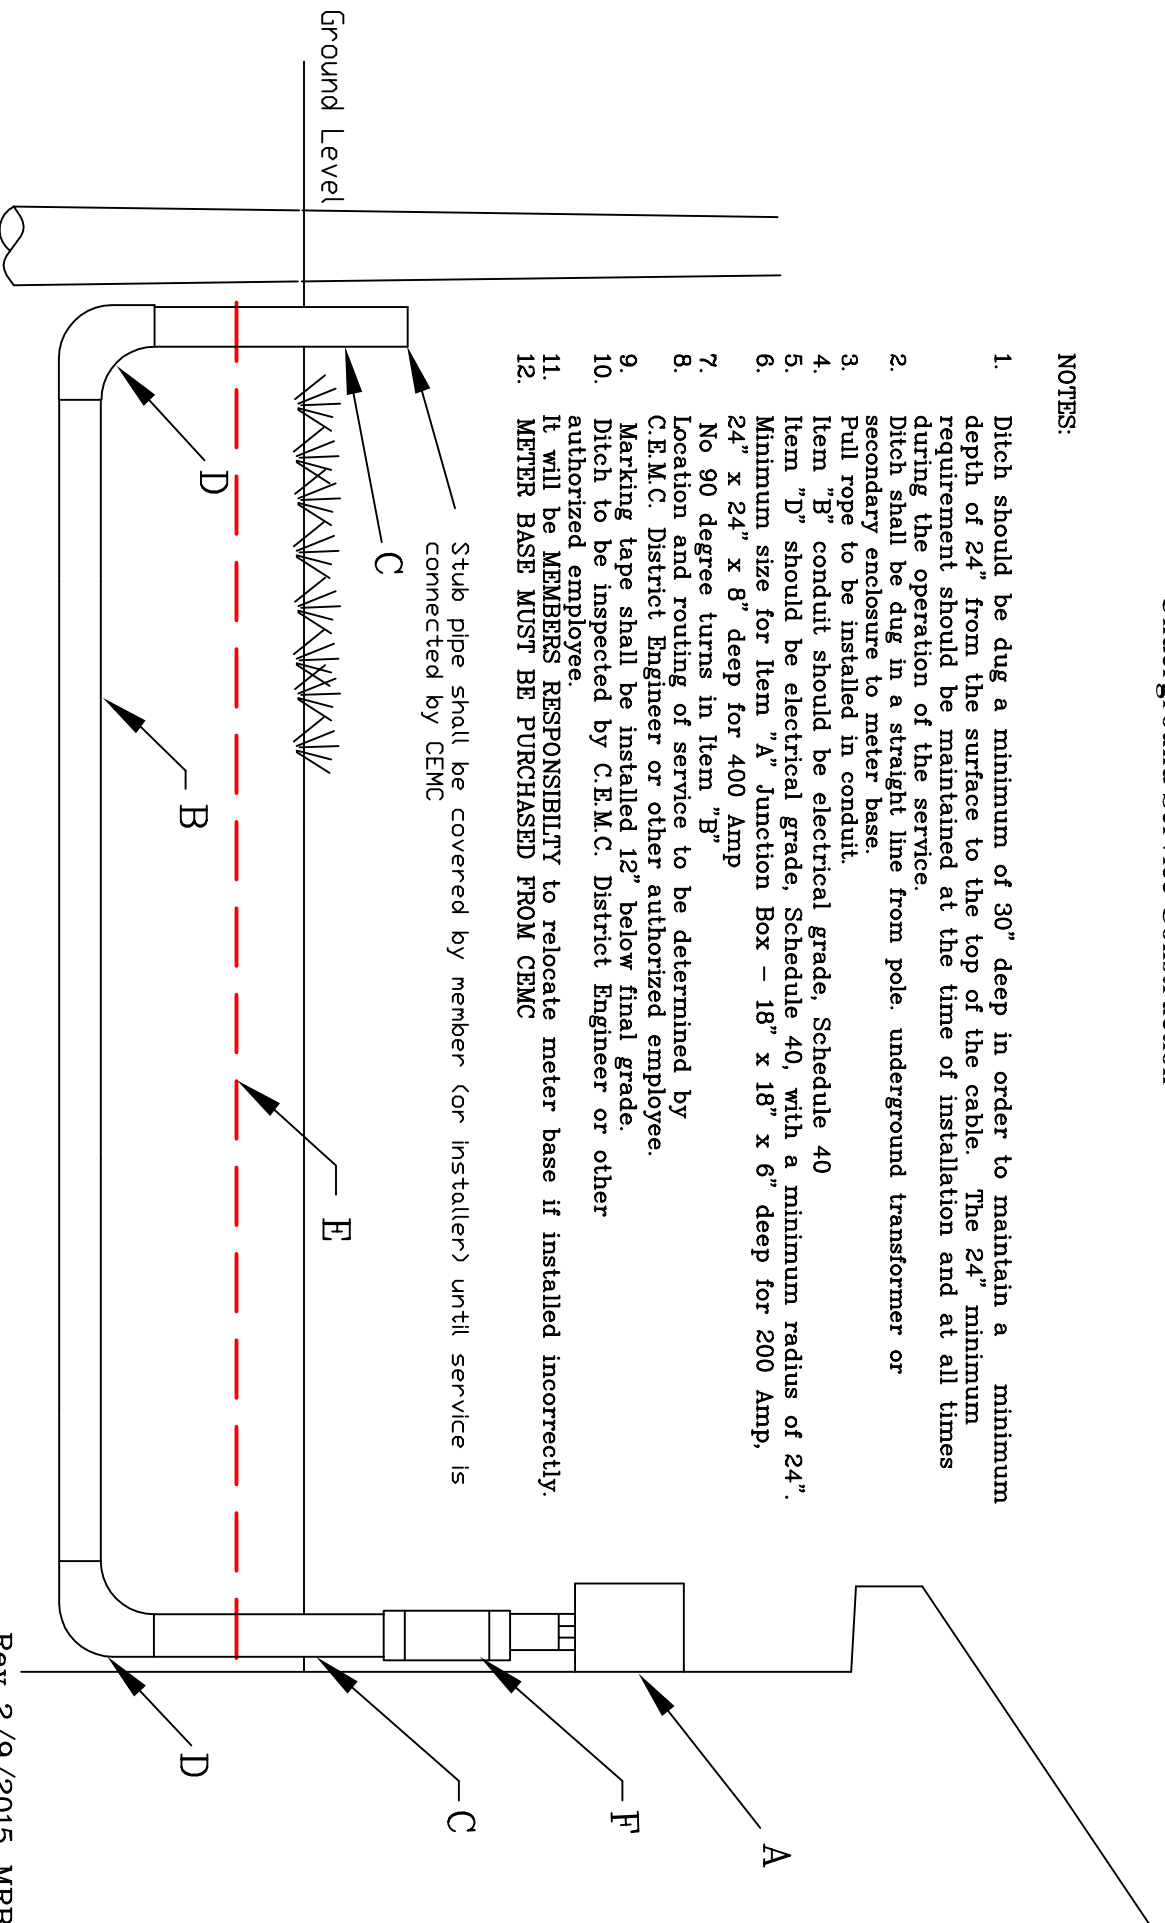 NOTES:
1. Ditch should be dug a minimum of 30" deep in order to maintain a minimum
depth of 24" from the surface to the top of the cable. The 24" minimum
requirement should be maintained at the time of installation and at all times
during the operation of the service.
2. Ditch shall be dug in a straight line from pole. underground transformer or
secondary enclosure to meter base.
3. Pull rope to be installed in conduit.
4. Item "B" conduit should be electrical grade, Schedule 40
5. Item "D" should be electrical grade, Schedule 40, with a minimum radius of 24".
6. Minimum size for Item "A" Junction Box – 18" x 18" x 6" deep for 200 Amp,
24" x 24" x 8" deep for 400 Amp
7. No 90 degree turns in Item "B"
8. Location and routing of service to be determined by
C.E.M.C. District Engineer or other authorized employee.
9. Marking tape shall be installed 12" below final grade.
10. Ditch to be inspected by C.E.M.C. District Engineer or other
authorized employee.
11. It will be MEMBERS RESPONSIBILTY to relocate meter base if installed incorrectly.
12. METER BASE MUST BE PURCHASED FROM CEMC
Stub pipe shall be covered by member (or installer) until service is
connected by CEMC
A
F
C
C
Ground Level
E
D
B
D
Rev 2/9/2015 MBB